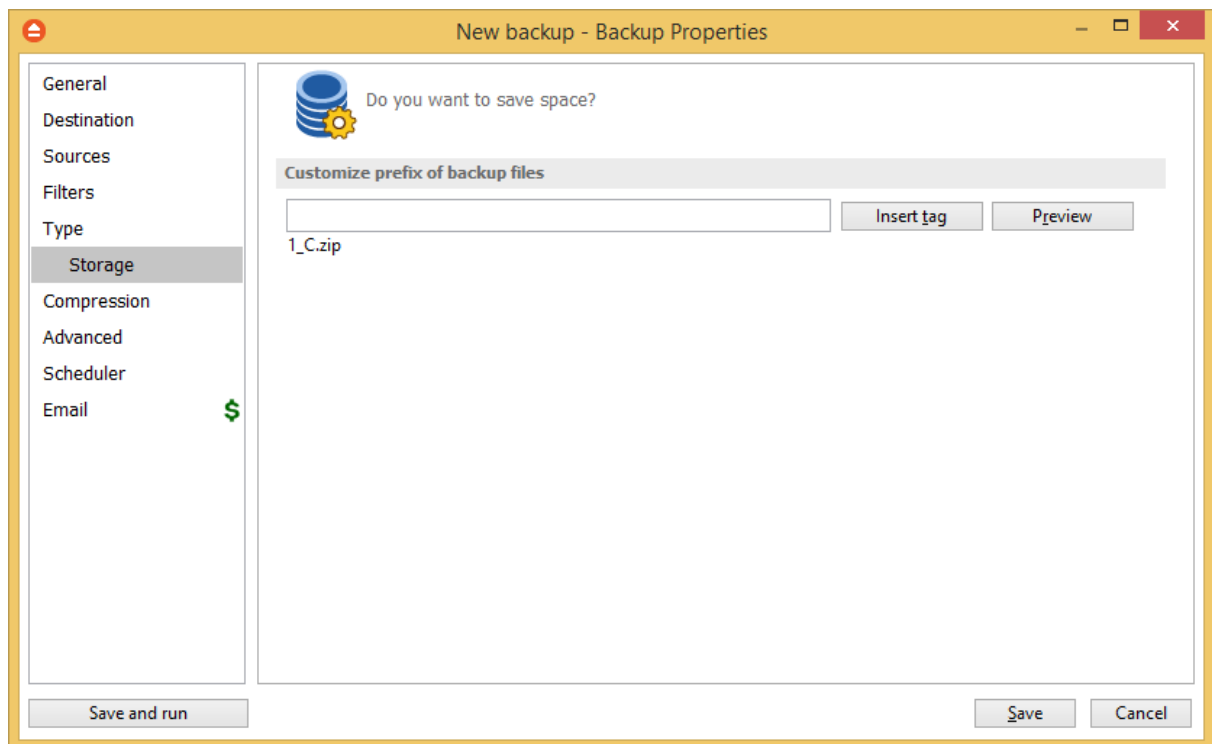 New backup - Backup Properties
General
Destination
Sources
Filters
Type
Storage
Compression
Advanced
Scheduler
Email $
Do you want to save space?
Customize prefix of backup files
Insert tag Preview
1_C.zip
Save and run Save Cancel